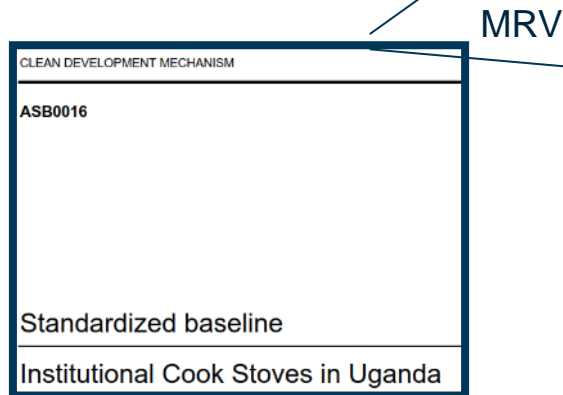 MRV
CLEAN DEVELOPMENT MECHANISM
ASB0016
Standardized baseline
Institutional Cook Stoves in Uganda